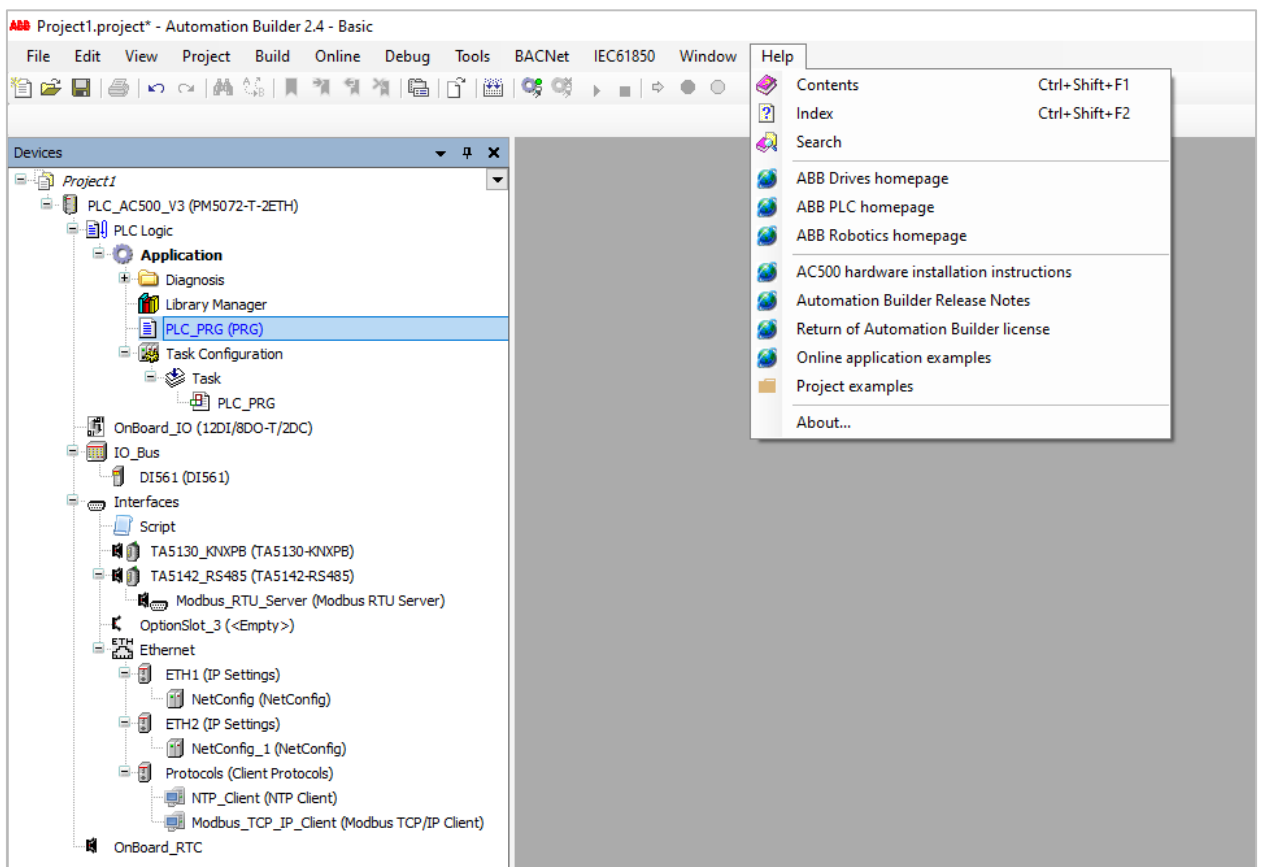 ABB Project1.project* - Automation Builder 2.4 - Basic
File Edit View Project Build Online Debug Tools BACNet IEC61850 Window Help
Contents Ctrl+Shift+F1
Index Ctrl+Shift+F2
Search
ABB Drives homepage
ABB PLC homepage
ABB Robotics homepage
AC500 hardware installation instructions
Automation Builder Release Notes
Return of Automation Builder license
Online application examples
Project examples
About...
Devices
Project1
PLC_AC500_V3 (PM5072-T-2ETH)
PLC Logic
Application
Diagnosis
Library Manager
PLC_PRG (PRG)
Task Configuration
Task
PLC_PRG
OnBoard_IO (12DI/8DO-T/2DC)
IO_Bus
DI561 (DI561)
Interfaces
Script
TA5130_KNXPB (TA5130-KNXPB)
TA5142_RS485 (TA5142-RS485)
Modbus_RTU_Server (Modbus RTU Server)
OptionSlot_3 (<Empty>)
ETH Ethernet
ETH1 (IP Settings)
NetConfig (NetConfig)
ETH2 (IP Settings)
NetConfig_1 (NetConfig)
Protocols (Client Protocols)
NTP_Client (NTP Client)
Modbus_TCP_IP_Client (Modbus TCP/IP Client)
OnBoard_RTC